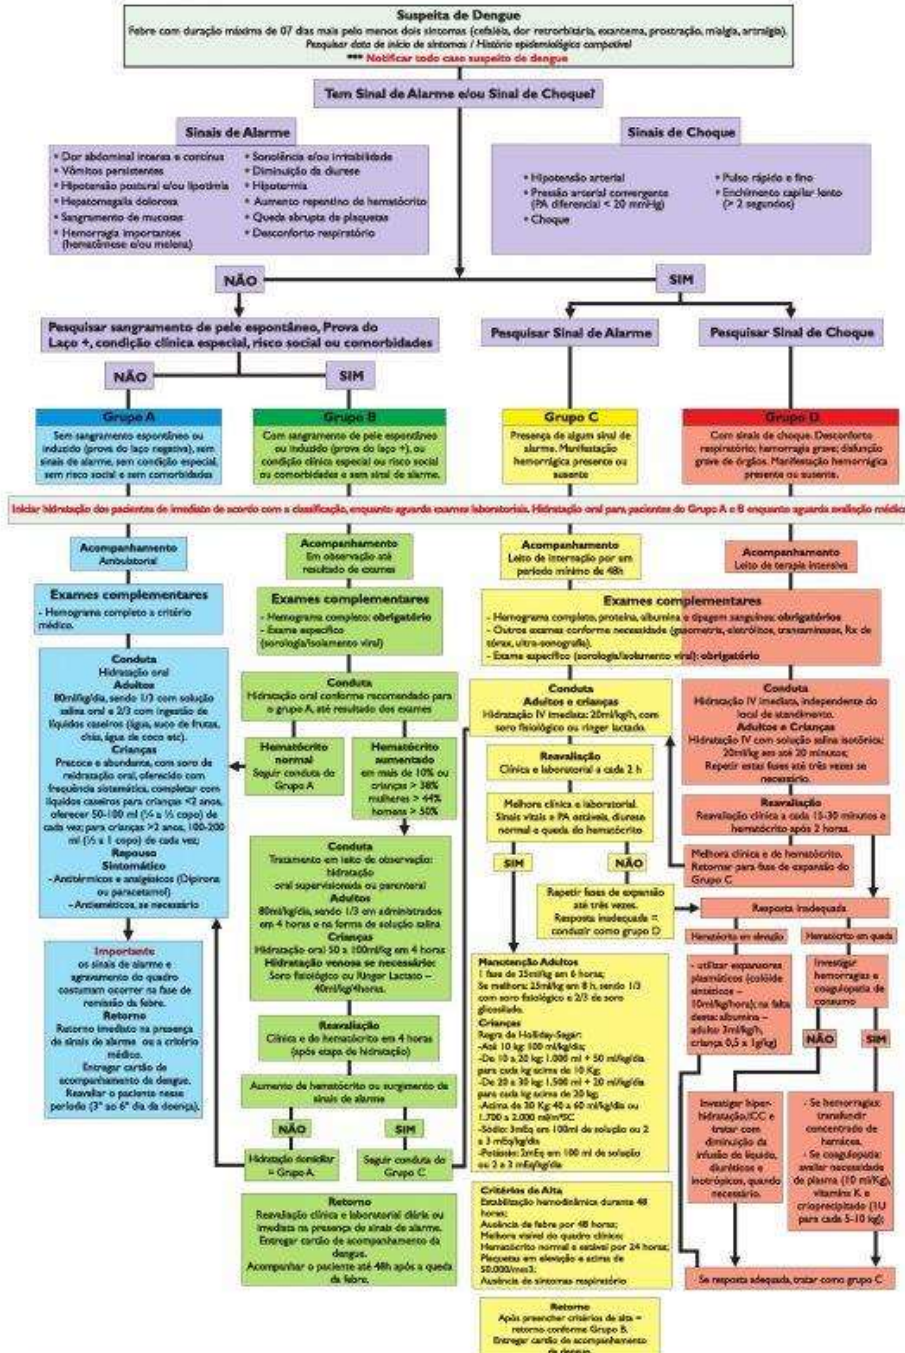 Suspeita de Dengue
Febre com duração máxima de 07 dias mais pelo menos dois sintomas (cefaléia, dor retrorbitária, exantema, prostração, mialgia, artralgia).
Pesquisar data de início de sintomas / História epidemiológica compatível
*** Notificar todo caso suspeito de dengue
Tem Sinal de Alarme e/ou Sinal de Choque?
Sinais de Alarme
• Dor abdominal intensa e contínua
• Vômitos persistentes
• Hipotensão postural e/ou lipotímia
• Hepatomegalia dolorosa
• Sangramento de mucosas
• Hemorragia importantes
(hematêmese e/ou melena)
• Sonolência e/ou irritabilidade
• Diminuição da diurese
• Hipotermia
• Aumento repentino do hematócrito
• Queda abrupta de plaquetas
• Desconforto respiratório
Sinais de Choque
• Hipotensão arterial
• Pressão arterial convergente
(PA diferencial < 20 mmHg)
• Choque
• Pulso rápido e fino
• Enchimento capilar lento
(> 2 segundos)
NÃO
SIM
Pesquisar sangramento de pele espontâneo, Prova do
Laço +, condição clínica especial, risco social ou comorbidades
Pesquisar Sinal de Alarme
Pesquisar Sinal de Choque
NÃO
SIM
Grupo A
Sem sangramento espontâneo ou
induzido (prova do laço negativa), sem
sinais de alarme, sem condição especial,
sem risco social e sem comorbidades
Grupo B
Com sangramento de pele espontâneo
ou induzido (prova do laço +), ou
condição clínica especial ou risco social
ou comorbidades e sem sinal de alarme.
Grupo C
Presença de algum sinal de
alarme. Manifestação
hemorrágica presente ou
ausente
Grupo D
Com sinais de choque. Desconforto
respiratório; hemorragia grave; disfunção
grave de órgãos. Manifestação hemorrágica
presente ou ausente.
Iniciar hidratação dos pacientes de imediato de acordo com a classificação, enquanto aguarda exames laboratoriais. Hidratação oral para pacientes do Grupo A e B enquanto aguarda avaliação médica
Acompanhamento
Ambulatorial
Exames complementares
- Hemograma completo a critério
médico.
Conduta
Hidratação oral
Adultos
80ml/kg/dia, sendo 1/3 com solução
salina oral e 2/3 com ingestão de
líquidos caseiros (água, suco de frutas,
chás, água de coco etc).
Crianças
Precoce e abundante, com soro de
reidratação oral, oferecido com
frequência sistemática, completar com
líquidos caseiros para crianças <2 anos,
oferecer 50-100 ml (¼ a ½ copo) de
cada vez; para crianças >2 anos, 100-200
ml (½ a 1 copo) de cada vez;
Repouso
Sintomático
- Antitérmicos e analgésicos (Dipirona
ou paracetamol)
- Antieméticos, se necessário
Importante
os sinais de alarme e
agravamento do quadro
costumam ocorrer na fase de
remissão da febre.
Retorno
Retorno imediato na presença
de sinais de alarme ou a critério
médico.
Entregar cartão de
acompanhamento da dengue.
Reavaliar o paciente nesse
período (3° ao 6° dia da doença).
Acompanhamento
Em observação até
resultado de exames
Exames complementares
- Hemograma completo: obrigatório
- Exame específico
(sorologia/isolamento viral)
Conduta
Hidratação oral conforme recomendado para
o grupo A, até resultado dos exames
Hematócrito
normal
Seguir conduta do
Grupo A
Hematócrito
aumentado
em mais de 10% ou
crianças > 38%
mulheres > 44%
homens > 50%
Conduta
Tratamento em leito de observação:
hidratação
oral supervisionada ou parenteral
Adultos
80ml/kg/dia, sendo 1/3 em administrados
em 4 horas e na forma de solução salina
Crianças
Hidratação oral 50 a 100ml/kg em 4 horas
Hidratação venosa se necessário:
Soro fisiológico ou Ringer Lactato –
40ml/kg/4horas.
Reavaliação
Clínica e do hematócrito em 4 horas
(após etapa de hidratação)
Aumento de hematócrito ou surgimento de
sinais de alarme
NÃO
SIM
Hidratação domiciliar
= Grupo A
Seguir conduta do
Grupo C
Retorno
Reavaliação clínica e laboratorial diária ou
imediata na presença de sinais de alarme.
Entregar cartão de acompanhamento da
dengue.
Acompanhar o paciente até 48h após a queda
da febre.
Acompanhamento
Leito de internação por um
período mínimo de 48h
Acompanhamento
Leito de terapia intensiva
Exames complementares
- Hemograma completo, proteína, albumina e tipagem sanguínea: obrigatórios
- Outros exames conforme necessidade (gasometria, eletrólitos, transaminases, Rx de
tórax, ultra-sonografia).
- Exame específico (sorologia/isolamento viral): obrigatório
Conduta
Adultos e crianças
Hidratação IV imediata: 20ml/kg/h, com
soro fisiológico ou ringer lactado.
Reavaliação
Clínica e laboratorial a cada 2 h
Melhora clínica e laboratorial.
Sinais vitais e PA estáveis, diurese
normal e queda do hematócrito
SIM
NÃO
Repetir fases de expansão
até três vezes.
Resposta inadequada =
conduzir como grupo D
Manutenção Adultos
1 fase de 25ml/kg em 6 horas;
Se melhora: 25ml/kg em 8 h, sendo 1/3
com soro fisiológico e 2/3 de soro
glicosilado.
Crianças
Regra de Holliday-Segar:
-Até 10 kg: 100 ml/kg/dia;
-De 10 a 20 kg: 1.000 ml + 50 ml/kg/dia
para cada kg acima de 10 Kg;
-De 20 a 30 kg: 1.500 ml + 20 ml/kg/dia
para cada kg acima de 20 kg;
-Acima de 30 Kg: 40 a 60 ml/kg/dia ou
1.700 a 2.000 ml/m²SC
-Sódio: 3mEq em 100ml de solução ou 2
a 3 mEq/kg/dia
-Potássio: 2mEq em 100 ml de solução
ou 2 a 3 mEq/kg/dia
Critérios de Alta
Estabilização hemodinâmica durante 48
horas;
Ausência de febre por 48 horas;
Melhora visível do quadro clínico;
Hematócrito normal e estável por 24 horas;
Plaquetas em elevação e acima de
50.000/mm3;
Ausência de sintomas respiratório
Retorno
Após preencher critérios de alta =
retorno conforme Grupo B.
Entregar cartão de acompanhamento
da dengue.
Conduta
Hidratação IV imediata, independente do
local de atendimento.
Adultos e Crianças
Hidratação IV com solução salina isotônica:
20ml/kg em até 20 minutos;
Repetir estas fases até três vezes se
necessário.
Reavaliação
Reavaliação clínica a cada 15-30 minutos e
hematócrito após 2 horas.
Melhora clínica e de hematócrito.
Retornar para fase de expansão do
Grupo C
Resposta inadequada
Hematócrito em elevação
Hematócrito em queda
- utilizar expansores
plasmáticos (colóide
sintéticos –
10ml/kg/hora); na falta
deste: albumina –
adulto 3ml/kg/h,
criança 0,5 a 1g/kg)
Investigar
hemorragias e
coagulopatia de
consumo
NÃO
SIM
Investigar hiper-
hidratação,ICC e
tratar com
diminuição da
infusão de líquido,
diuréticos e
inotrópicos, quando
necessário.
- Se hemorragia:
transfundir
concentrado de
hemácea.
- Se coagulopatia:
avaliar necessidade
de plasma (10 ml/Kg),
vitamina K e
crioprecipitado (1U
para cada 5-10 kg);
Se resposta adequada, tratar como grupo C